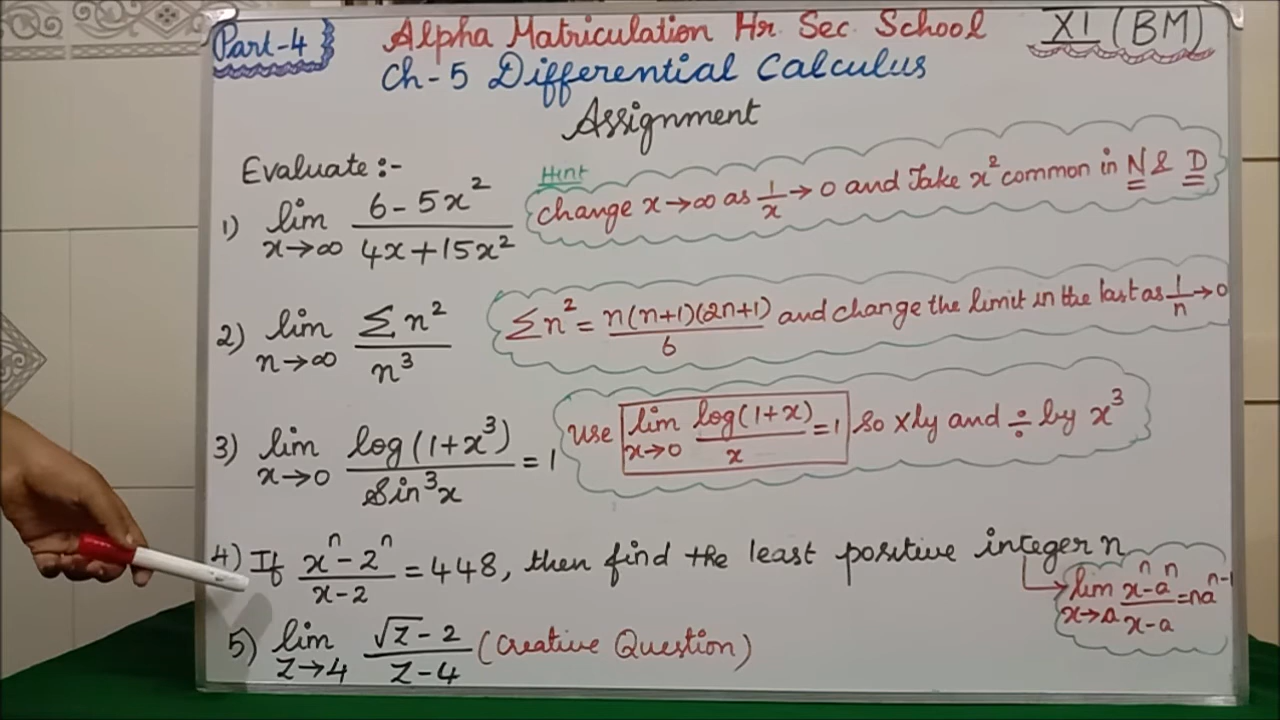 Part-4 Alpha Matriculation Hr. Sec. School XI (BM)
Ch-5 Differential Calculus
Assignment
Evaluate :-
Hint
1) lim x→∞ (6-5x²)/(4x+15x²) change x→∞ as 1/x→0 and Take x² common in N & D
2) lim n→∞ Σn²/n³ Σn² = n(n+1)(2n+1)/6 and change the limit in the last as 1/n→0
3) lim x→0 log(1+x³)/Sin³x = 1 use lim x→0 log(1+x)/x = 1 so xly and ÷ by x³
4) If (xⁿ-2ⁿ)/(x-2) = 448, then find the least positive integer n
lim x→a (xⁿ-aⁿ)/(x-a) = naⁿ⁻¹
5) lim z→4 (√z-2)/(z-4) (Creative Question)